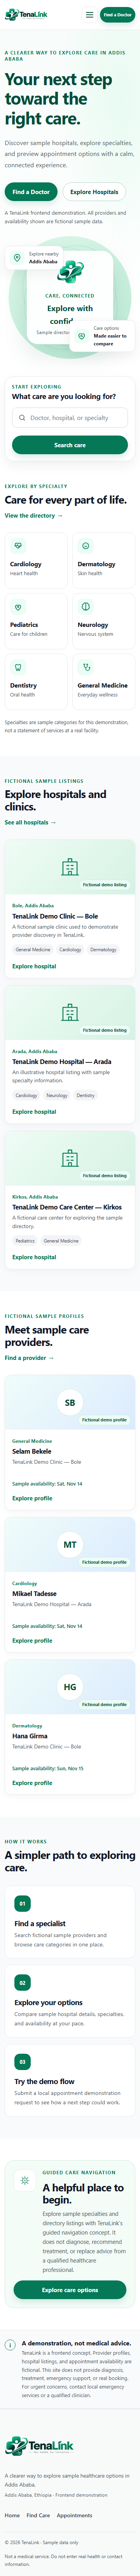 TenaLink
Find a Doctor
A CLEARER WAY TO EXPLORE CARE IN ADDIS
ABABA
Your next step
toward the
right care.
Discover sample hospitals, explore specialties,
and preview appointment options with a calm,
connected experience.
Find a Doctor
Explore Hospitals
A TenaLink frontend demonstration. All providers and
availability shown are fictional sample data.
Explore nearby
Addis Ababa
CARE, CONNECTED
Explore with
Sample
Care options
Made easier to
compare
START EXPLORING
What care are you looking for?
Doctor, hospital, or specialty
Search care
EXPLORE BY SPECIALTY
Care for every part of life.
View the directory →
Cardiology
Heart health
Dermatology
Skin health
Pediatrics
Care for children
Neurology
Nervous system
Dentistry
Oral health
General Medicine
Everyday wellness
Specialties are sample categories for this demonstration,
not a statement of services at a real facility.
FICTIONAL SAMPLE LISTINGS
Explore hospitals and
clinics.
See all hospitals →
Fictional demo listing
Bole, Addis Ababa
TenaLink Demo Clinic — Bole
A fictional sample clinic used to demonstrate
provider discovery in TenaLink.
General Medicine
Cardiology
Dermatology
Explore hospital
Fictional demo listing
Arada, Addis Ababa
TenaLink Demo Hospital — Arada
An illustrative hospital listing with sample
specialty information.
Cardiology
Neurology
Dentistry
Explore hospital
Fictional demo listing
Kirkos, Addis Ababa
TenaLink Demo Care Center — Kirkos
A fictional care center for exploring the sample
directory.
Pediatrics
General Medicine
Explore hospital
FICTIONAL SAMPLE PROFILES
Meet sample care
providers.
Find a provider →
SB
Fictional demo profile
General Medicine
Selam Bekele
TenaLink Demo Clinic — Bole
Sample availability: Sat, Nov 14
Explore profile
MT
Fictional demo profile
Cardiology
Mikael Tadesse
TenaLink Demo Hospital — Arada
Sample availability: Sat, Nov 14
Explore profile
HG
Fictional demo profile
Dermatology
Hana Girma
TenaLink Demo Clinic — Bole
Sample availability: Sun, Nov 15
Explore profile
HOW IT WORKS
A simpler path to exploring
care.
01
Find a specialist
Search fictional sample providers and
browse care categories in one place.
02
Explore your options
Compare sample hospital details, specialties,
and availability at your pace.
03
Try the demo flow
Submit a local appointment demonstration
request to see how a next step could work.
GUIDED CARE NAVIGATION
A helpful place to
begin.
Explore sample specialties and
directory listings with TenaLink's
guided navigation concept. It
does not diagnose, recommend
treatment, or replace advice from
a qualified healthcare
professional.
Explore care options
A demonstration, not medical advice.
TenaLink is a frontend concept. Provider profiles,
hospital listings, and appointment availability are
fictional. This site does not provide diagnosis,
treatment, emergency support, or real booking.
For urgent concerns, contact local emergency
services or a qualified clinician.
TenaLink
A clearer way to explore sample healthcare options in
Addis Ababa.
Addis Ababa, Ethiopia · Frontend demonstration
Home
Find Care
Appointments
© 2026 TenaLink · Sample data only
Not a medical service. Do not enter real health or contact
information.